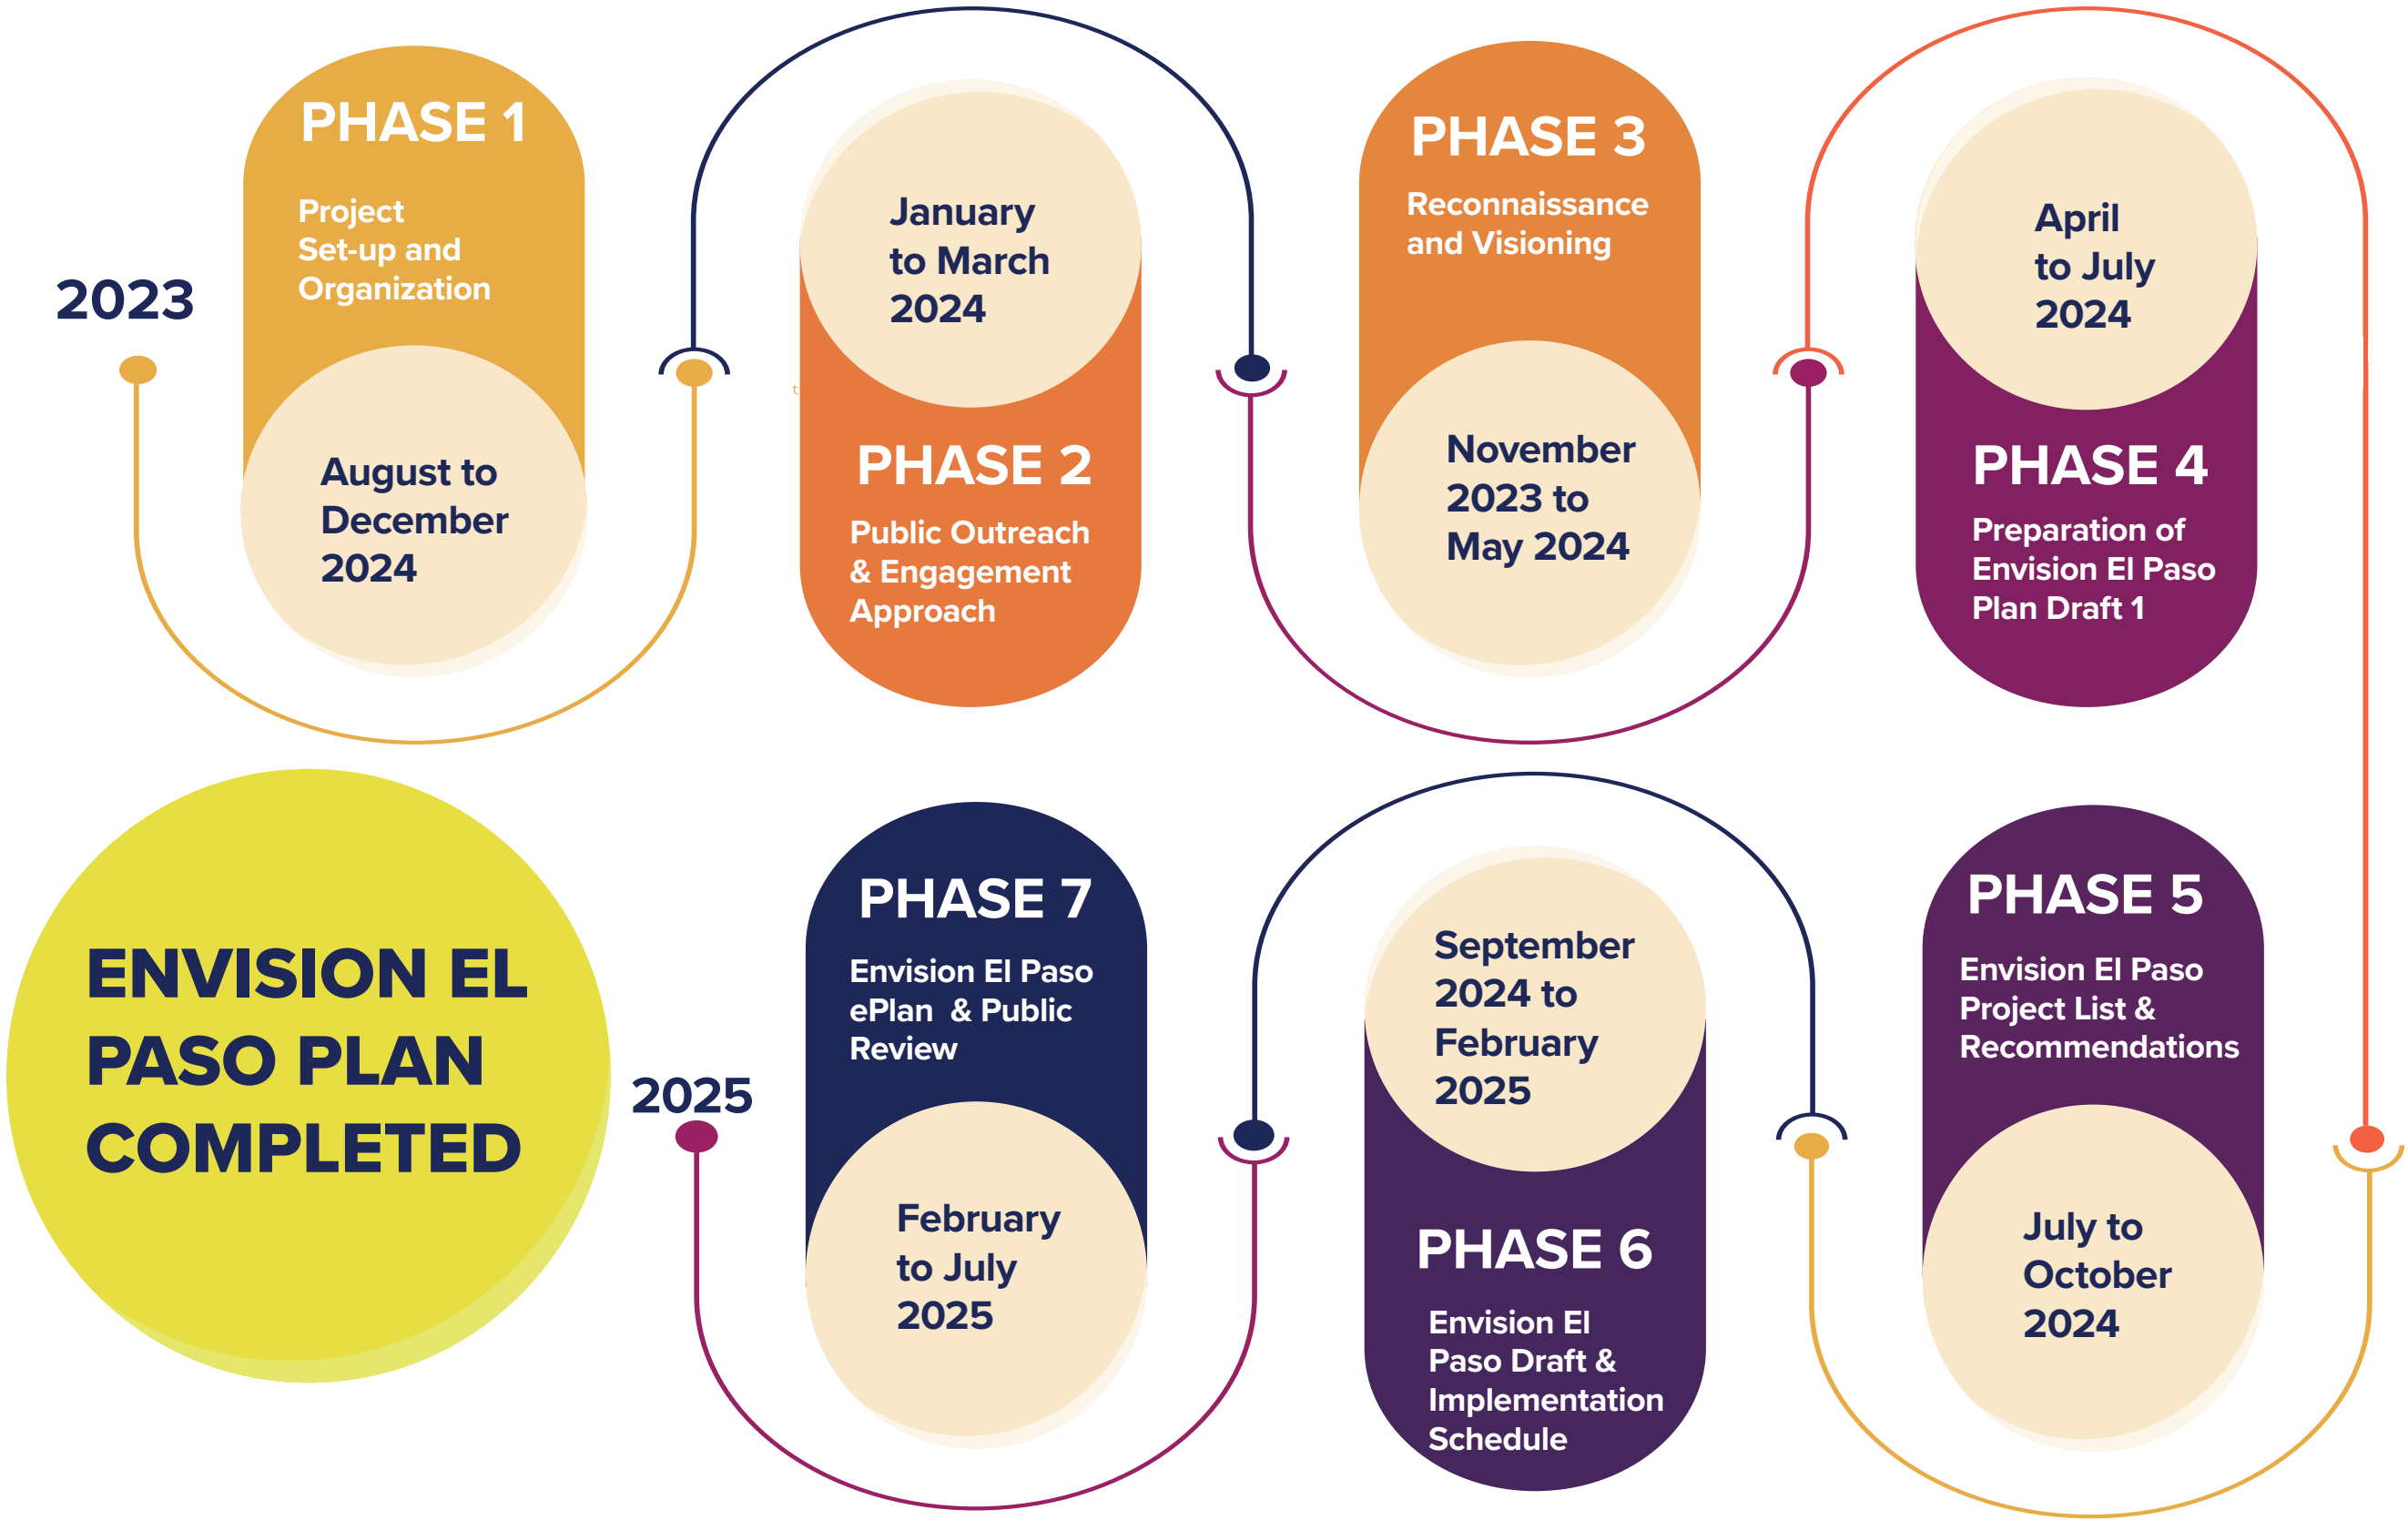 2023
PHASE 1
Project
Set-up and
Organization
August to
December
2024
t
January
to March
2024
PHASE 2
Public Outreach
& Engagement
Approach
PHASE 3
Reconnaissance
and Visioning
November
2023 to
May 2024
April
to July
2024
PHASE 4
Preparation of
Envision El Paso
Plan Draft 1
PHASE 5
Envision El Paso
Project List &
Recommendations
July to
October
2024
September
2024 to
February
2025
PHASE 6
Envision El
Paso Draft &
Implementation
Schedule
PHASE 7
Envision El Paso
ePlan & Public
Review
February
to July
2025
2025
ENVISION EL
PASO PLAN
COMPLETED